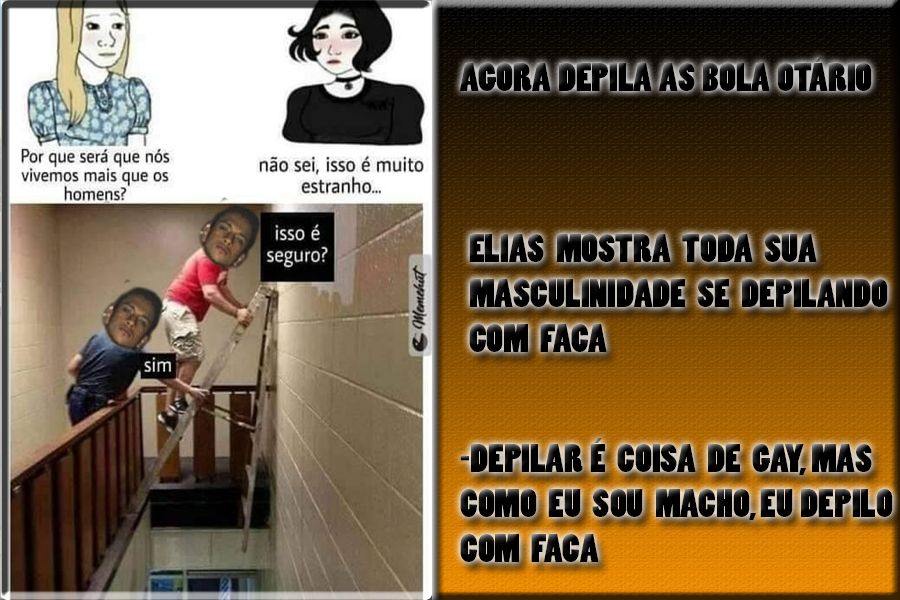 Por que será que nós
vivemos mais que os
homens?
não sei, isso é muito
estranho...
isso é
seguro?
sim
Memehut
AGORA DEPILA AS BOLA OTÁRIO
ELIAS MOSTRA TODA SUA
MASCULINIDADE SE DEPILANDO
COM FACA
-DEPILAR É COISA DE GAY, MAS
COMO EU SOU MACHO, EU DEPILO
COM FACA